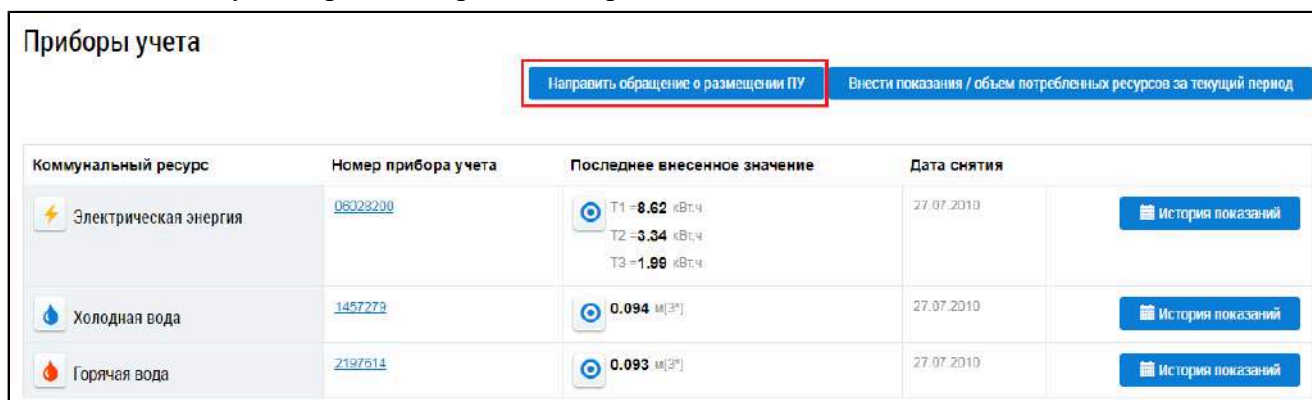 Приборы учета
Направить обращение о размещении ПУ
Внести показания / объем потребленных ресурсов за текущий период
Коммунальный ресурс Номер прибора учета Последнее внесенное значение Дата снятия
Электрическая энергия 06028200 T1 =8.62 кВт.ч 27.07.2010 История показаний
T2 =3.34 кВт.ч
T3 =1.99 кВт.ч
Холодная вода 1457279 0.094 м[3*] 27.07.2010 История показаний
Горячая вода 2197614 0.093 м[3*] 27.07.2010 История показаний